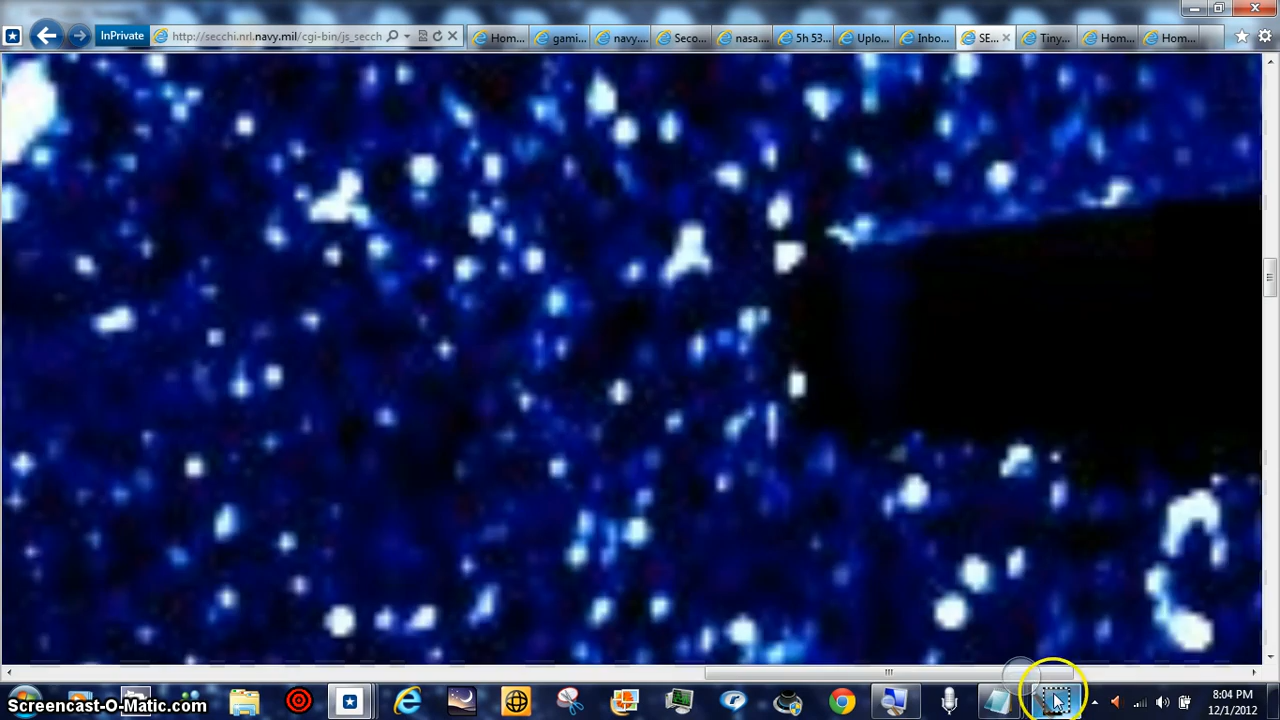 InPrivate http://secchi.nrl.navy.mil/cgi-bin/js_secch Hom... gami... navy.... Seco... nasa.... 5h 53... Uplo... Inbo... SE... Tiny... Hom... Hom...
Screencast-O-Matic.com
8:04 PM
12/1/2012